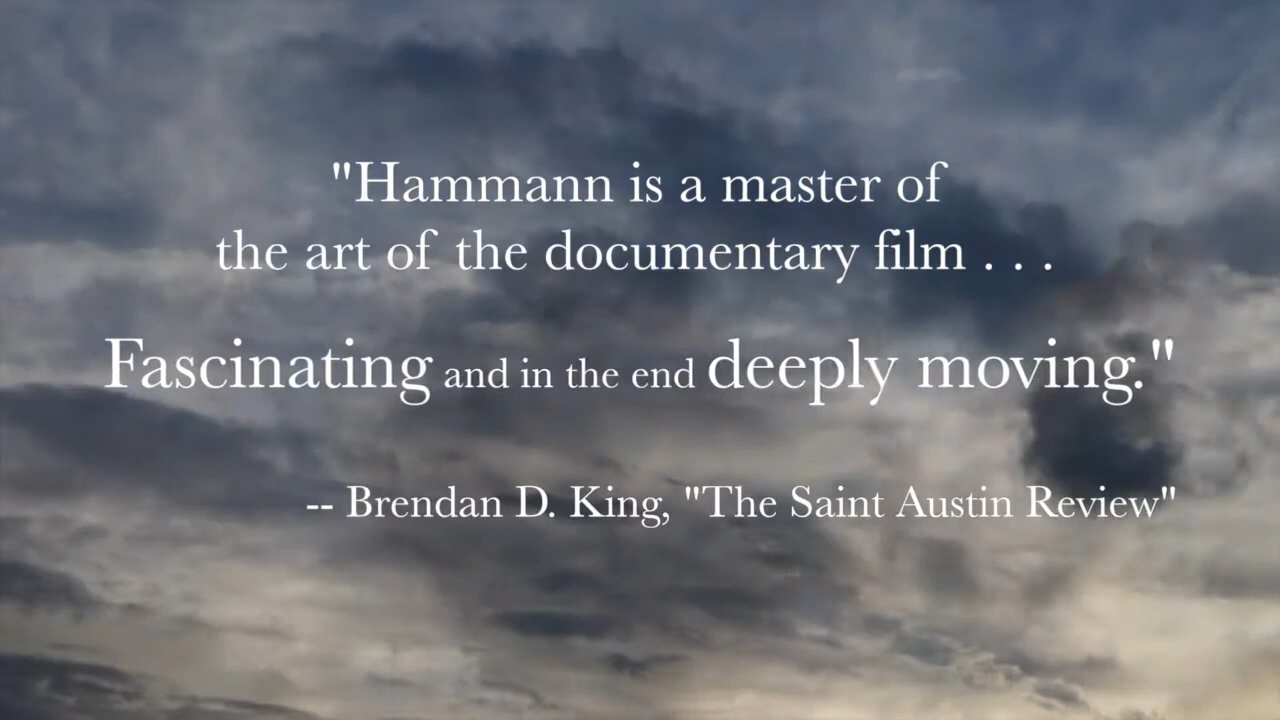 "Hammann is a master of
the art of the documentary film . . .
Fascinating and in the end deeply moving."
-- Brendan D. King, "The Saint Austin Review"